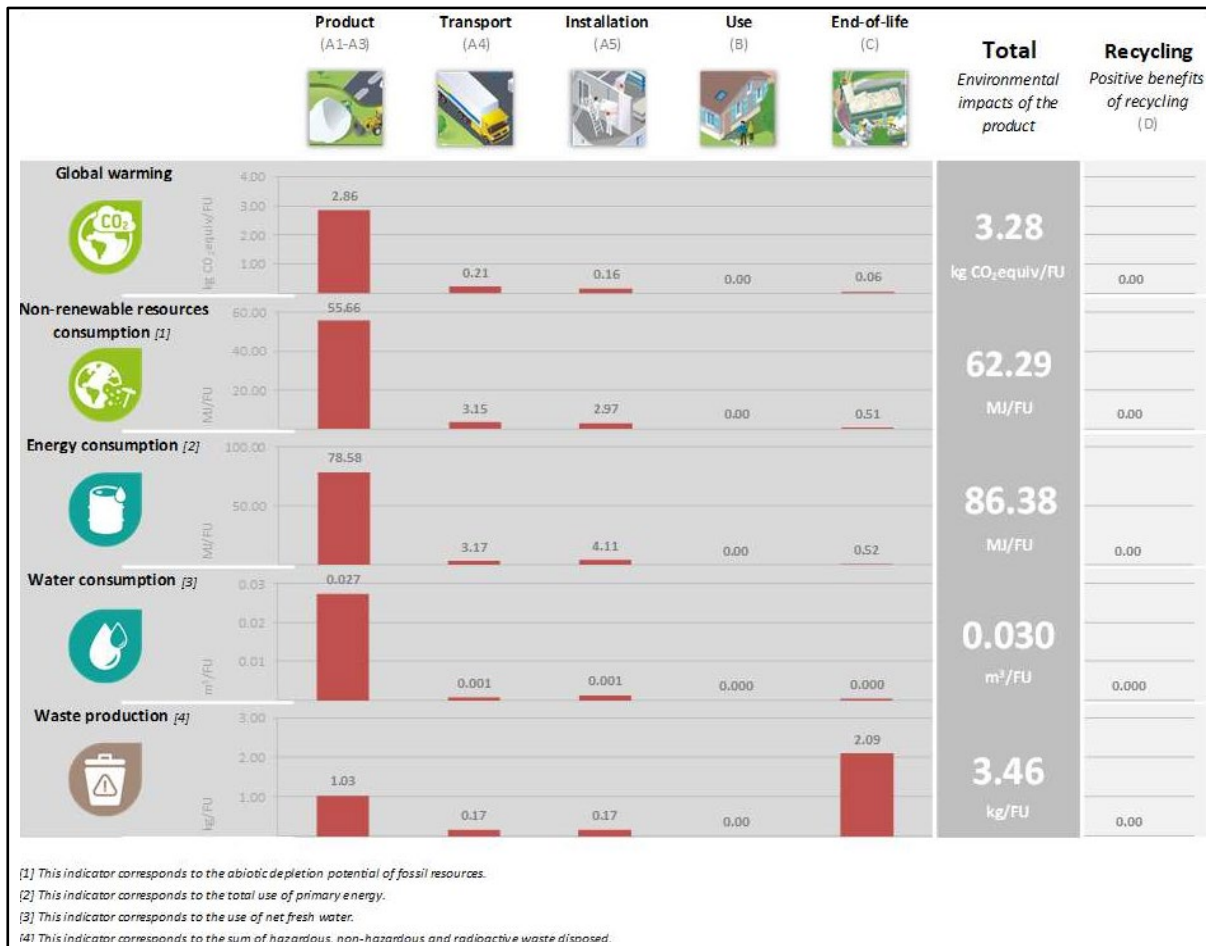 Product
(A1-A3)
Transport
(A4)
Installation
(A5)
Use
(B)
End-of-life
(C)
Total
Environmental
impacts of the
product
Recycling
Positive benefits
of recycling
(D)
Global warming
CO₂
kg CO₂equiv/FU
4.00
3.00
2.00
1.00
2.86
0.21
0.16
0.00
0.06
3.28
kg CO₂equiv/FU
0.00
Non-renewable resources
consumption [1]
MJ/FU
60.00
40.00
20.00
55.66
3.15
2.97
0.00
0.51
62.29
MJ/FU
0.00
Energy consumption [2]
MJ/FU
100.00
50.00
78.58
3.17
4.11
0.00
0.52
86.38
MJ/FU
0.00
Water consumption [3]
m³/FU
0.03
0.02
0.01
0.027
0.001
0.001
0.000
0.000
0.030
m³/FU
0.000
Waste production [4]
kg/FU
3.00
2.00
1.00
1.03
0.17
0.17
0.00
2.09
3.46
kg/FU
0.00
[1] This indicator corresponds to the abiotic depletion potential of fossil resources.
[2] This indicator corresponds to the total use of primary energy.
[3] This indicator corresponds to the use of net fresh water.
[4] This indicator corresponds to the sum of hazardous, non-hazardous and radioactive waste disposed.